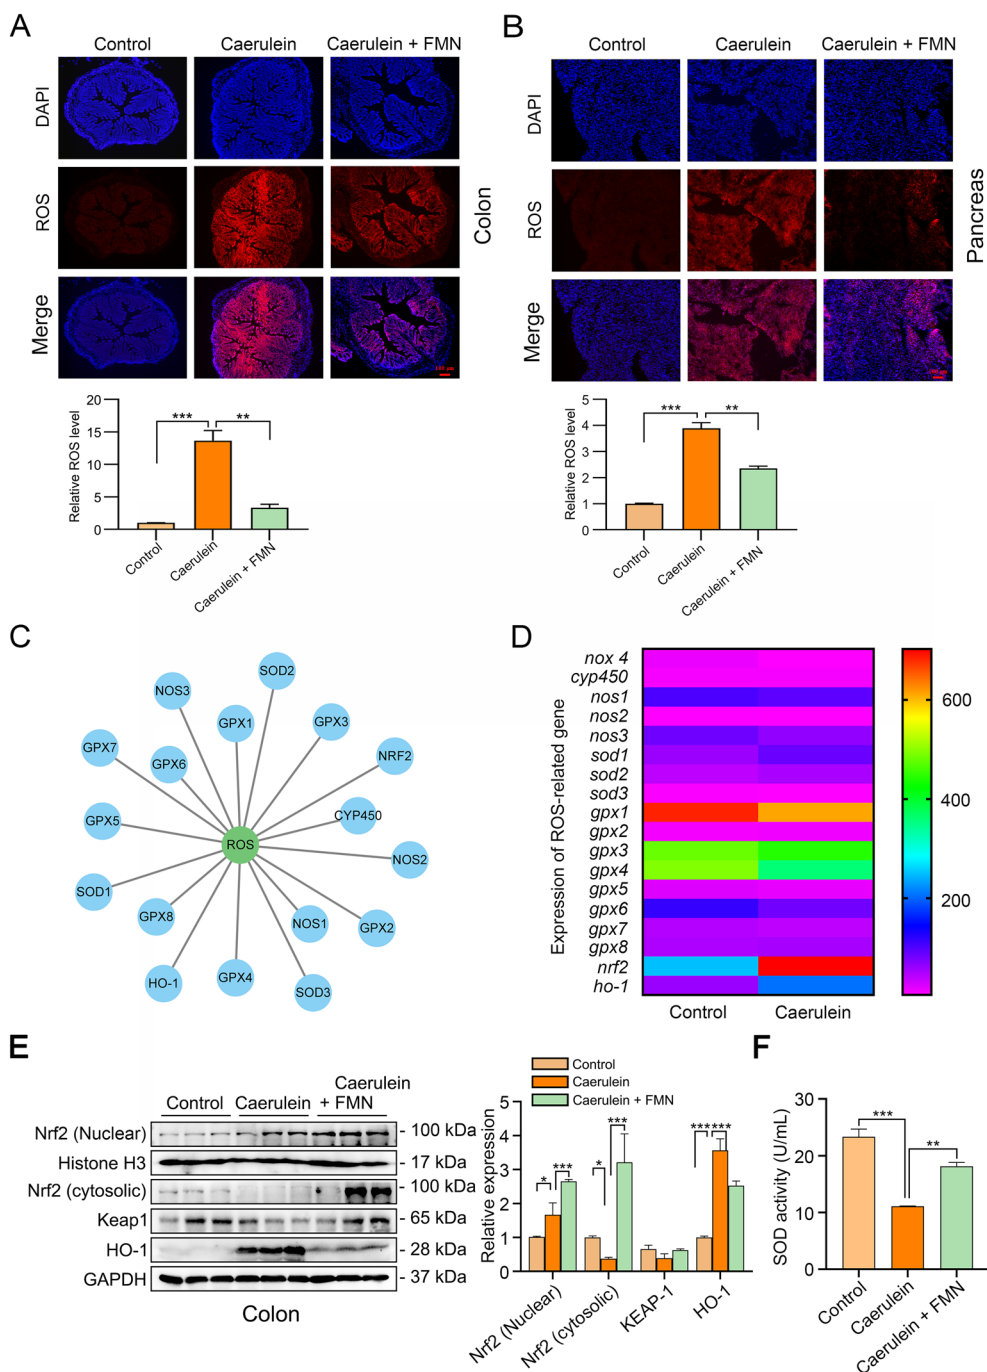 A
Control
Caerulein
Caerulein + FMN
DAPI
ROS
Merge
Colon
100 μm
Relative ROS level
20
15
10
5
0
***
**
Control
Caerulein
Caerulein + FMN
B
Control
Caerulein
Caerulein + FMN
DAPI
ROS
Merge
Pancreas
Relative ROS level
5
4
3
2
1
0
***
**
Control
Caerulein
Caerulein + FMN
C
SOD2
NOS3
GPX1
GPX3
GPX7
GPX6
NRF2
CYP450
GPX5
ROS
NOS2
SOD1
GPX8
NOS1
GPX2
HO-1
GPX4
SOD3
D
Expression of ROS-related gene
nox 4
cyp450
nos1
nos2
nos3
sod1
sod2
sod3
gpx1
gpx2
gpx3
gpx4
gpx5
gpx6
gpx7
gpx8
nrf2
ho-1
Control
Caerulein
600
400
200
E
Control
Caerulein
Caerulein
+ FMN
Nrf2 (Nuclear)
- 100 kDa
Histone H3
- 17 kDa
Nrf2 (cytosolic)
- 100 kDa
Keap1
- 65 kDa
HO-1
- 28 kDa
GAPDH
- 37 kDa
Colon
Control
Caerulein
Caerulein + FMN
Relative expression
5
4
3
2
1
0
*
***
*
***
***
***
Nrf2 (Nuclear)
Nrf2 (cytosolic)
KEAP-1
HO-1
F
SOD activity (U/mL)
30
20
10
0
***
**
Control
Caerulein
Caerulein + FMN